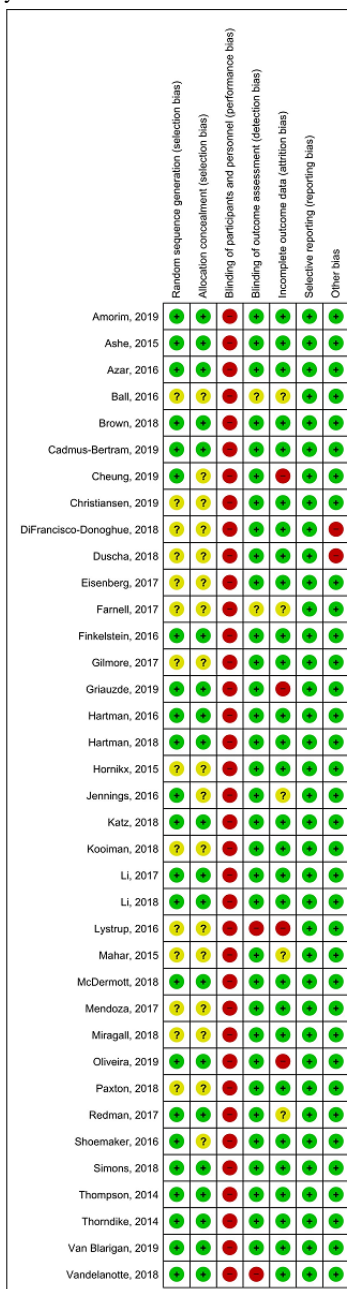 y
Random sequence generation (selection bias)
Allocation concealment (selection bias)
Blinding of participants and personnel (performance bias)
Blinding of outcome assessment (detection bias)
Incomplete outcome data (attrition bias)
Selective reporting (reporting bias)
Other bias
Amorim, 2019 + + - + + + +
Ashe, 2015 + + - + + + +
Azar, 2016 + + - + + + +
Ball, 2016 ? ? - ? ? + +
Brown, 2018 + + - + + + +
Cadmus-Bertram, 2019 + + - + + + +
Cheung, 2019 + ? - + - + +
Christiansen, 2019 ? ? - + + + +
DiFrancisco-Donoghue, 2018 ? ? - + + + -
Duscha, 2018 ? ? - + + + -
Eisenberg, 2017 ? ? - + + + +
Farnell, 2017 ? ? - ? ? + +
Finkelstein, 2016 + + - + + + +
Gilmore, 2017 ? ? - + + + +
Griauzde, 2019 + + - + - + +
Hartman, 2016 + + - + + + +
Hartman, 2018 + + - + + + +
Hornikx, 2015 ? ? - + + + +
Jennings, 2016 + ? - + ? + +
Katz, 2018 + + - + + + +
Kooiman, 2018 ? ? - + + + +
Li, 2017 + + - + + + +
Li, 2018 + + - + + + +
Lystrup, 2016 ? ? - - - + +
Mahar, 2015 ? ? - + ? + +
McDermott, 2018 + + - + + + +
Mendoza, 2017 ? ? - + + + +
Miragall, 2018 ? ? - + + + +
Oliveira, 2019 + + - + - + +
Paxton, 2018 ? ? - + + + +
Redman, 2017 + + - + ? + +
Shoemaker, 2016 + ? - + + + +
Simons, 2018 + + - + + + +
Thompson, 2014 + + - + + + +
Thorndike, 2014 + + - + + + +
Van Blarigan, 2019 + + - + + + +
Vandelanotte, 2018 + + - - + + +